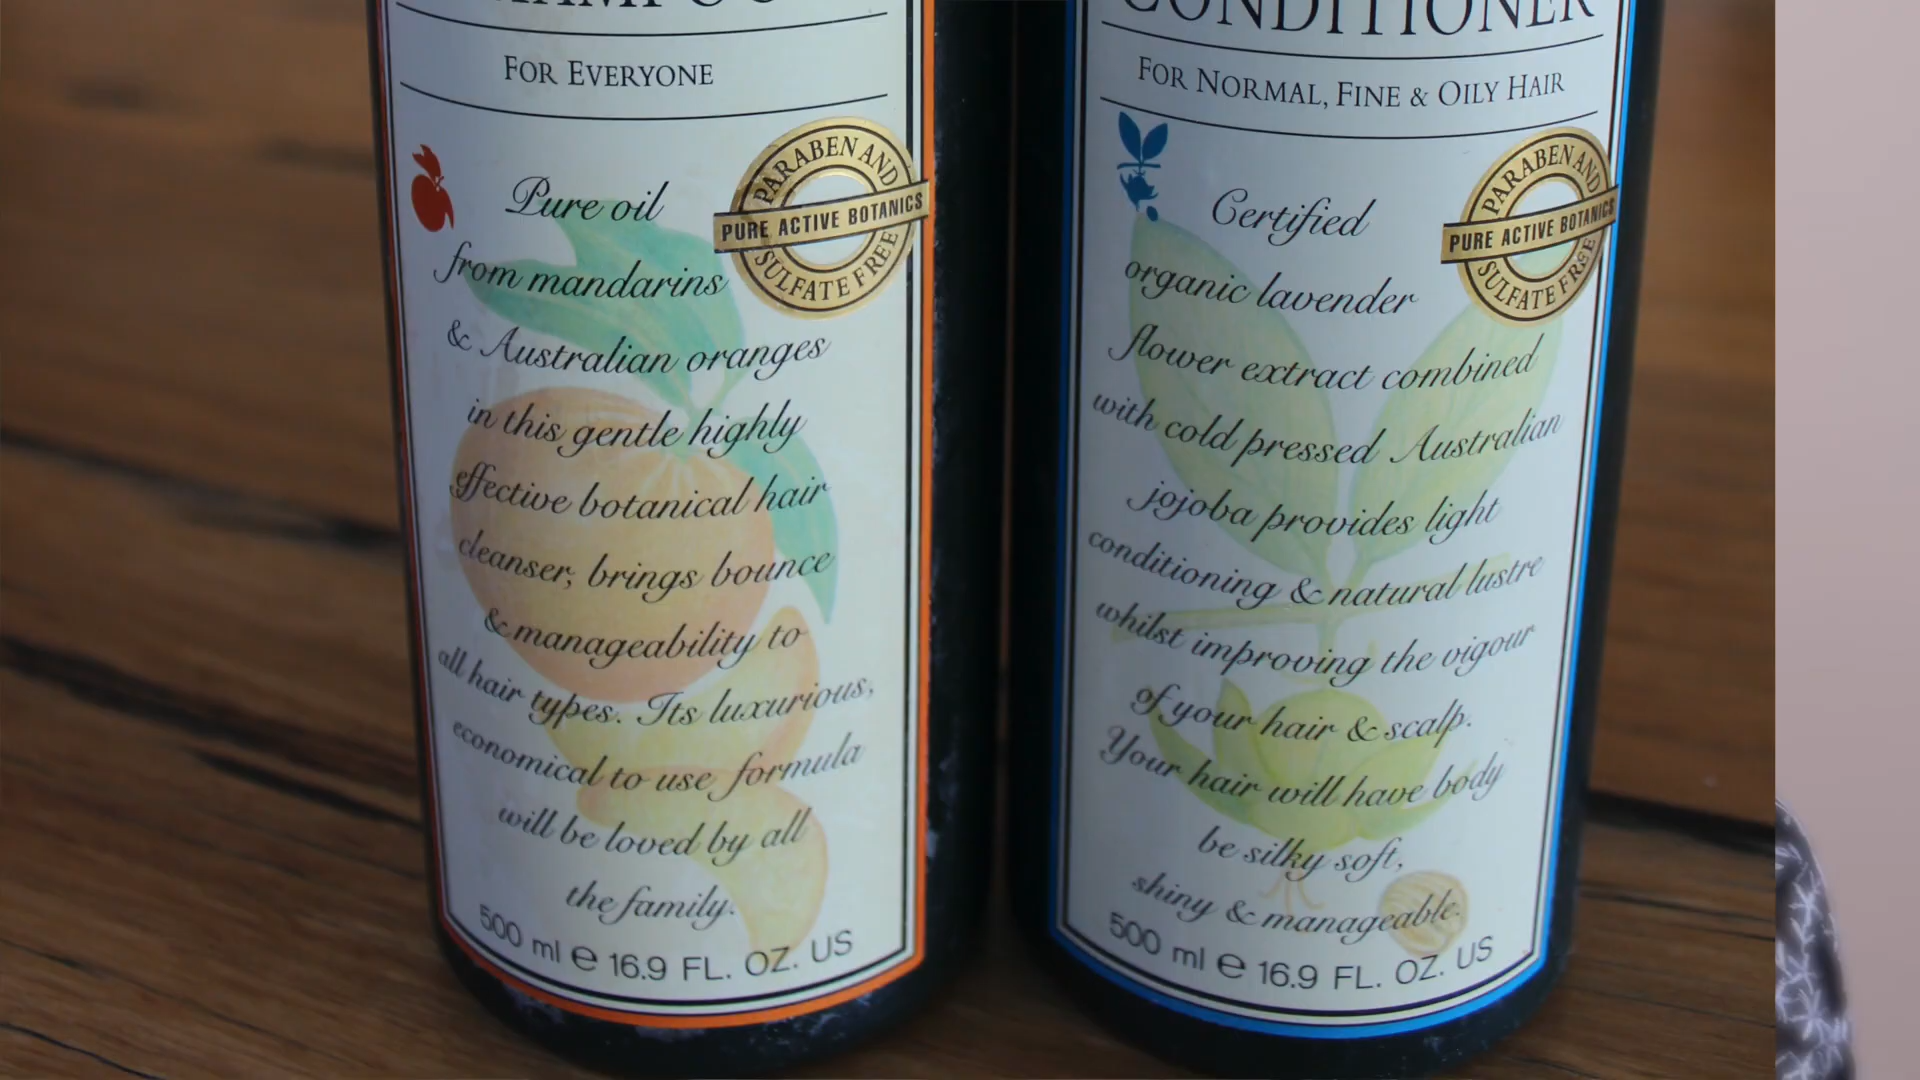 SHAMPOO
FOR EVERYONE
PARABEN AND
PURE ACTIVE BOTANICS
SULFATE FREE
Pure oil
from mandarins
& Australian oranges
in this gentle highly
effective botanical hair
cleanser, brings bounce
& manageability to
all hair types. Its luxurious,
economical to use formula
will be loved by all
the family.
500 ml e 16.9 FL. OZ. US
CONDITIONER
FOR NORMAL, FINE & OILY HAIR
PARABEN AND
PURE ACTIVE BOTANICS
SULFATE FREE
Certified
organic lavender
flower extract combined
with cold pressed Australian
jojoba provides light
conditioning & natural lustre
whilst improving the vigour
of your hair & scalp.
Your hair will have body
be silky soft,
shiny & manageable.
500 ml e 16.9 FL. OZ. US